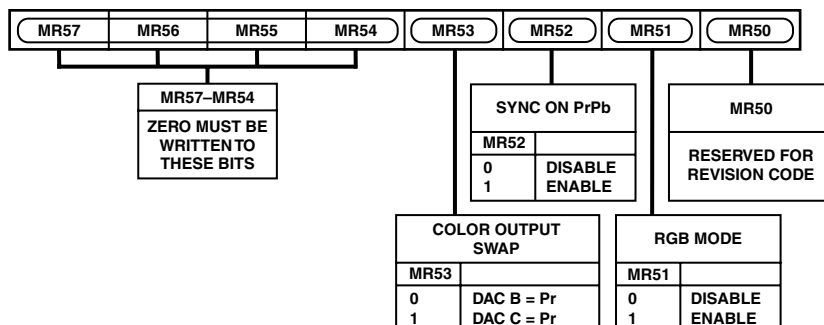 MR57 MR56 MR55 MR54 MR53 MR52 MR51 MR50
MR57–MR54
ZERO MUST BE
WRITTEN TO
THESE BITS
SYNC ON PrPb
MR52
0 DISABLE
1 ENABLE
MR50
RESERVED FOR
REVISION CODE
COLOR OUTPUT
SWAP
MR53
0 DAC B = Pr
1 DAC C = Pr
RGB MODE
MR51
0 DISABLE
1 ENABLE